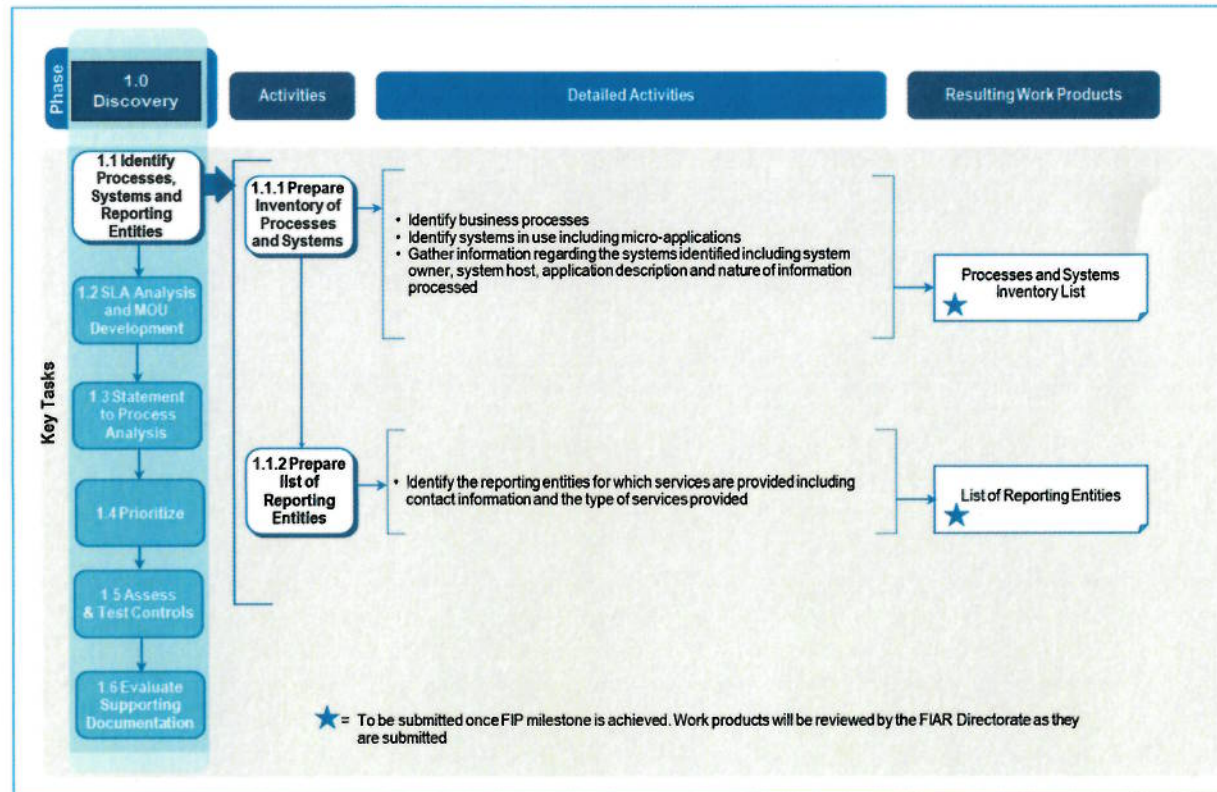 Phase
1.0
Discovery
Activities
Detailed Activities
Resulting Work Products
Key Tasks
1.1 Identify
Processes,
Systems and
Reporting
Entities
1.2 SLA Analysis
and MOU
Development
1.3 Statement
to Process
Analysis
1.4 Prioritize
1.5 Assess
& Test Controls
1.6 Evaluate
Supporting
Documentation
1.1.1 Prepare
Inventory of
Processes
and Systems
• Identify business processes
• Identify systems in use including micro-applications
• Gather information regarding the systems identified including system
owner, system host, application description and nature of information
processed
Processes and Systems
Inventory List
1.1.2 Prepare
list of
Reporting
Entities
• Identify the reporting entities for which services are provided including
contact information and the type of services provided
List of Reporting Entities
= To be submitted once FIP milestone is achieved. Work products will be reviewed by the FIAR Directorate as they
are submitted